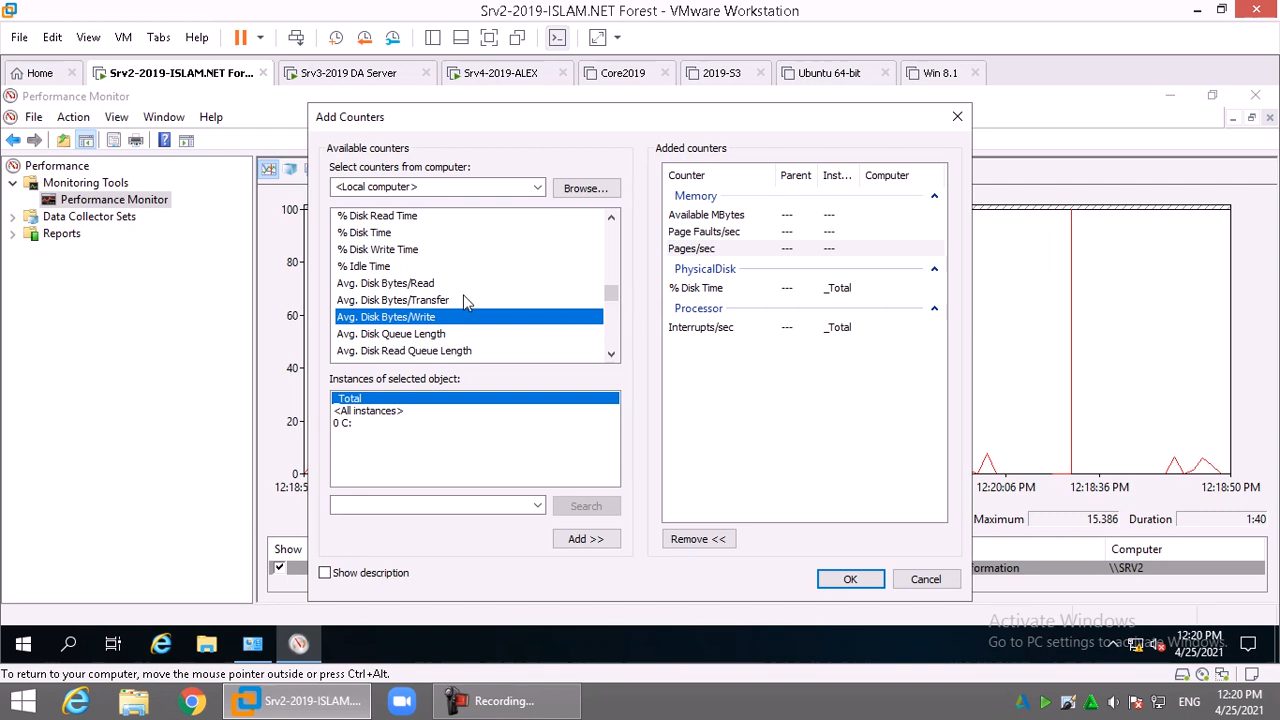 Srv2-2019-ISLAM.NET Forest - VMware Workstation
File Edit View VM Tabs Help
Home Srv2-2019-ISLAM.NET For... Srv3-2019 DA Server Srv4-2019-ALEX Core2019 2019-S3 Ubuntu 64-bit Win 8.1
Performance Monitor
File Action View Window Help
Performance
Monitoring Tools
Performance Monitor
Data Collector Sets
Reports
Add Counters
Available counters
Select counters from computer:
<Local computer>
Browse...
% Disk Read Time
% Disk Time
% Disk Write Time
% Idle Time
Avg. Disk Bytes/Read
Avg. Disk Bytes/Transfer
Avg. Disk Bytes/Write
Avg. Disk Queue Length
Avg. Disk Read Queue Length
Instances of selected object:
_Total
<All instances>
0 C:
Search
Add >>
Show description
Added counters
Counter Parent Inst... Computer
Memory
Available MBytes --- ---
Page Faults/sec --- ---
Pages/sec --- ---
PhysicalDisk
% Disk Time --- _Total
Processor
Interrupts/sec --- _Total
Remove <<
OK Cancel
100
80
60
40
20
0
12:18:5
12:20:06 PM 12:18:36 PM 12:18:50 PM
Maximum 15.386 Duration 1:40
Show
Computer
formation \\SRV2
Activate Windows
Go to PC settings to activate Windows.
12:20 PM
4/25/2021
To return to your computer, move the mouse pointer outside or press Ctrl+Alt.
Srv2-2019-ISLAM.... Recording... ENG
12:20 PM
4/25/2021